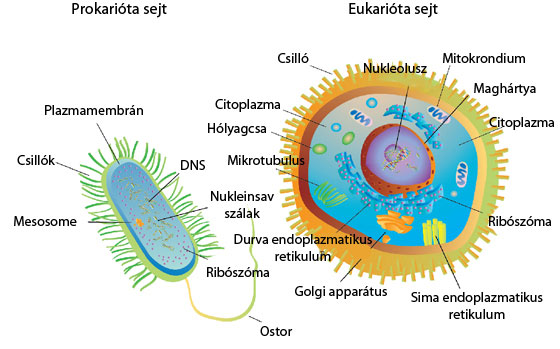 Prokarióta sejt
Plazmamembrán
Csillók
DNS
Nukleinsav
szálak
Mesosome
Ribószóma
Ostor
Eukarióta sejt
Csilló
Nukleolusz
Mitokrondium
Maghártya
Citoplazma
Citoplazma
Hólyagcsa
Mikrotubulus
Ribószóma
Durva endoplazmatikus
retikulum
Golgi apparátus
Sima endoplazmatikus
retikulum